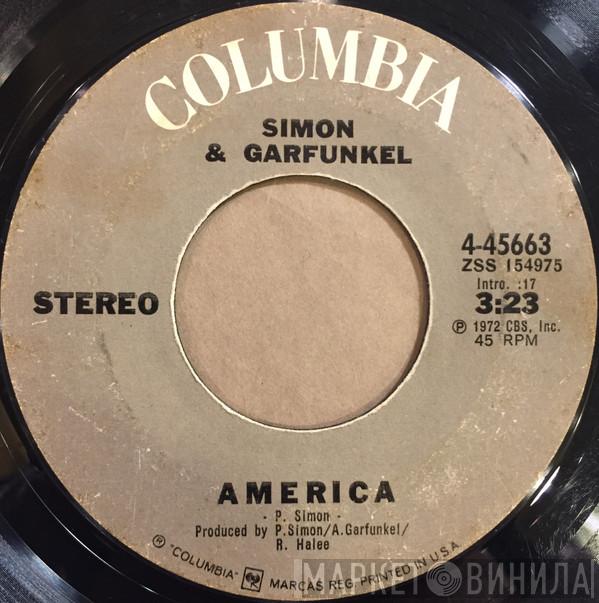 COLUMBIA
SIMON
& GARFUNKEL
4-45663
ZSS 154975
Intro. :17
STEREO
3:23
Ⓟ 1972 CBS, Inc.
45 RPM
AMERICA
- P. Simon -
Produced by P.Simon/A.Garfunkel/
R. Halee
® "COLUMBIA" MARCAS REG. PRINTED IN U.S.A.
МАРКЕТ ВИНИЛА